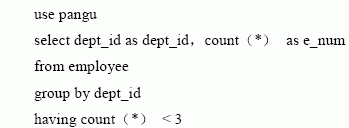 use pangu
select dept_id as dept_id，count（*） as e_num
from employee
group by dept_id
having count（*） < 3